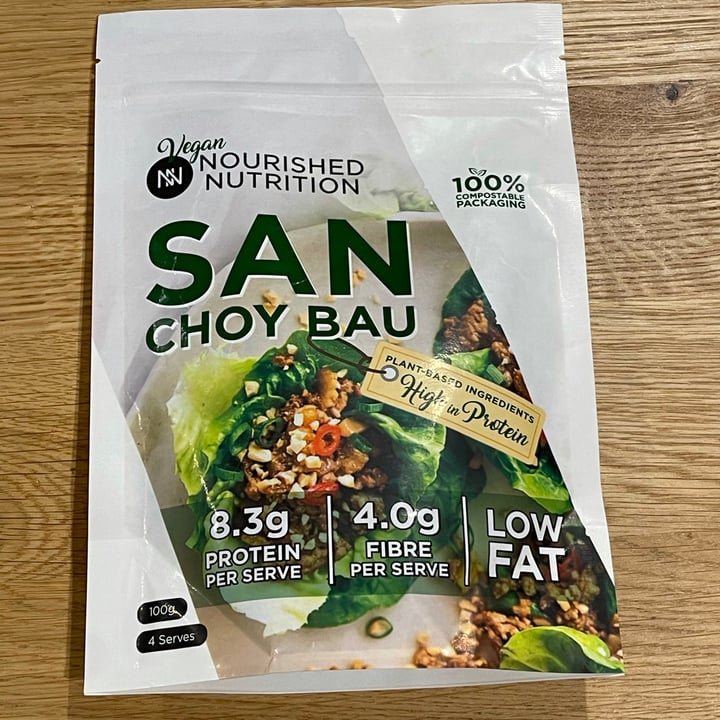 Vegan
NN NOURISHED
NUTRITION
100%
COMPOSTABLE
PACKAGING
SAN
CHOY BAU
PLANT-BASED INGREDIENTS
High in Protein
8.3g
PROTEIN
PER SERVE
4.0g
FIBRE
PER SERVE
LOW
FAT
100g
4 Serves